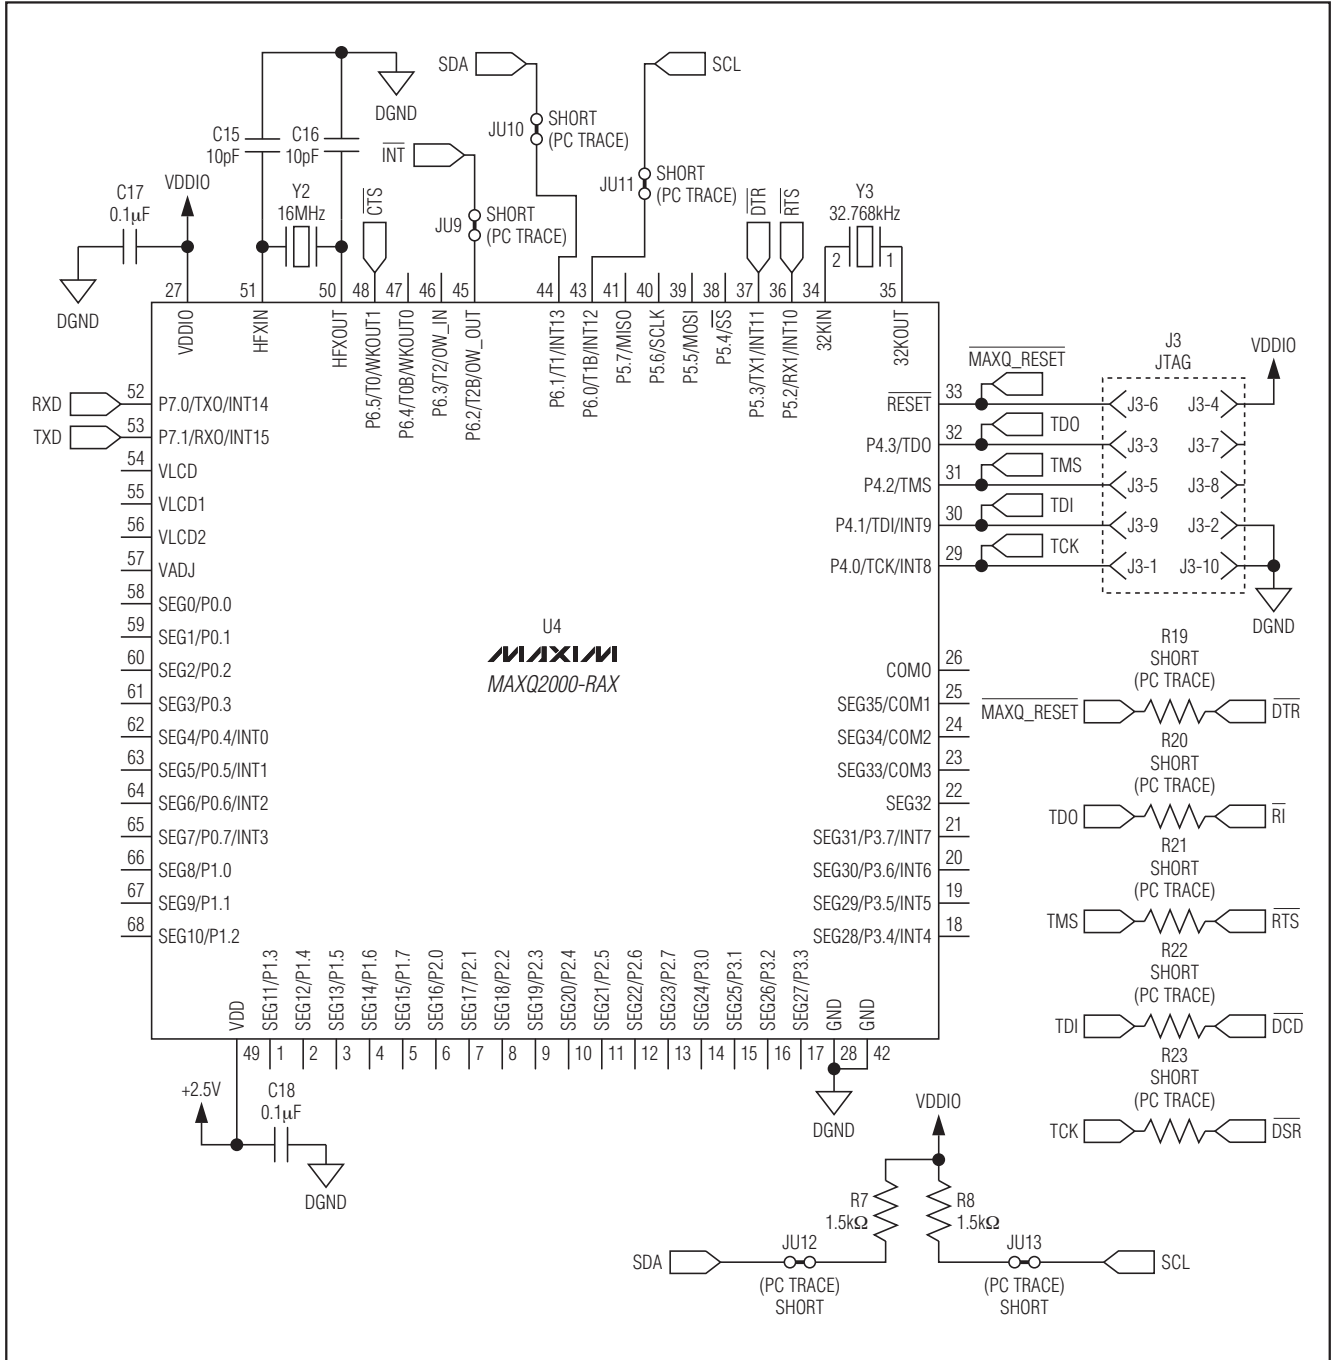 SDA
SCL
DGND
JU10
SHORT
(PC TRACE)
C15
10pF
C16
10pF
INT
JU11
SHORT
(PC TRACE)
C17
0.1µF
VDDIO
Y2
16MHz
CTS
JU9
SHORT
(PC TRACE)
DTR
RTS
Y3
32.768kHz
2
1
DGND
27
51
50
48
47
46
45
44
43
41
40
39
38
37
36
34
35
VDDIO
HFXIN
HFXOUT
P6.5/T0/WKOUT1
P6.4/T0B/WKOUT0
P6.3/T2/OW_IN
P6.2/T2B/OW_OUT
P6.1/T1/INT13
P6.0/T1B/INT12
P5.7/MISO
P5.6/SCLK
P5.5/MOSI
P5.4/SS
P5.3/TX1/INT11
P5.2/RX1/INT10
32KIN
32KOUT
MAXQ_RESET
J3
JTAG
VDDIO
RXD
52
P7.0/TXO/INT14
RESET
33
J3-6
J3-4
TXD
53
P7.1/RXO/INT15
P4.3/TDO
32
TDO
J3-3
J3-7
54
VLCD
P4.2/TMS
31
TMS
J3-5
J3-8
55
VLCD1
P4.1/TDI/INT9
30
TDI
J3-9
J3-2
56
VLCD2
P4.0/TCK/INT8
29
TCK
J3-1
J3-10
DGND
57
VADJ
58
SEG0/P0.0
59
SEG1/P0.1
60
SEG2/P0.2
61
SEG3/P0.3
62
SEG4/P0.4/INT0
63
SEG5/P0.5/INT1
64
SEG6/P0.6/INT2
65
SEG7/P0.7/INT3
66
SEG8/P1.0
67
SEG9/P1.1
68
SEG10/P1.2
U4
MAXIM
MAXQ2000-RAX
COMO
26
SEG35/COM1
25
SEG34/COM2
24
SEG33/COM3
23
SEG32
22
SEG31/P3.7/INT7
21
SEG30/P3.6/INT6
20
SEG29/P3.5/INT5
19
SEG28/P3.4/INT4
18
R19
SHORT
(PC TRACE)
MAXQ_RESET
DTR
R20
SHORT
(PC TRACE)
TDO
RI
R21
SHORT
(PC TRACE)
TMS
RTS
R22
SHORT
(PC TRACE)
TDI
DCD
R23
SHORT
(PC TRACE)
TCK
DSR
VDD
SEG11/P1.3
SEG12/P1.4
SEG13/P1.5
SEG14/P1.6
SEG15/P1.7
SEG16/P2.0
SEG17/P2.1
SEG18/P2.2
SEG19/P2.3
SEG20/P2.4
SEG21/P2.5
SEG22/P2.6
SEG23/P2.7
SEG24/P3.0
SEG25/P3.1
SEG26/P3.2
SEG27/P3.3
GND
GND
49
1
2
3
4
5
6
7
8
9
10
11
12
13
14
15
16
17
28
42
+2.5V
C18
0.1µF
DGND
DGND
VDDIO
R7
1.5kΩ
R8
1.5kΩ
SDA
JU12
(PC TRACE)
SHORT
JU13
(PC TRACE)
SHORT
SCL